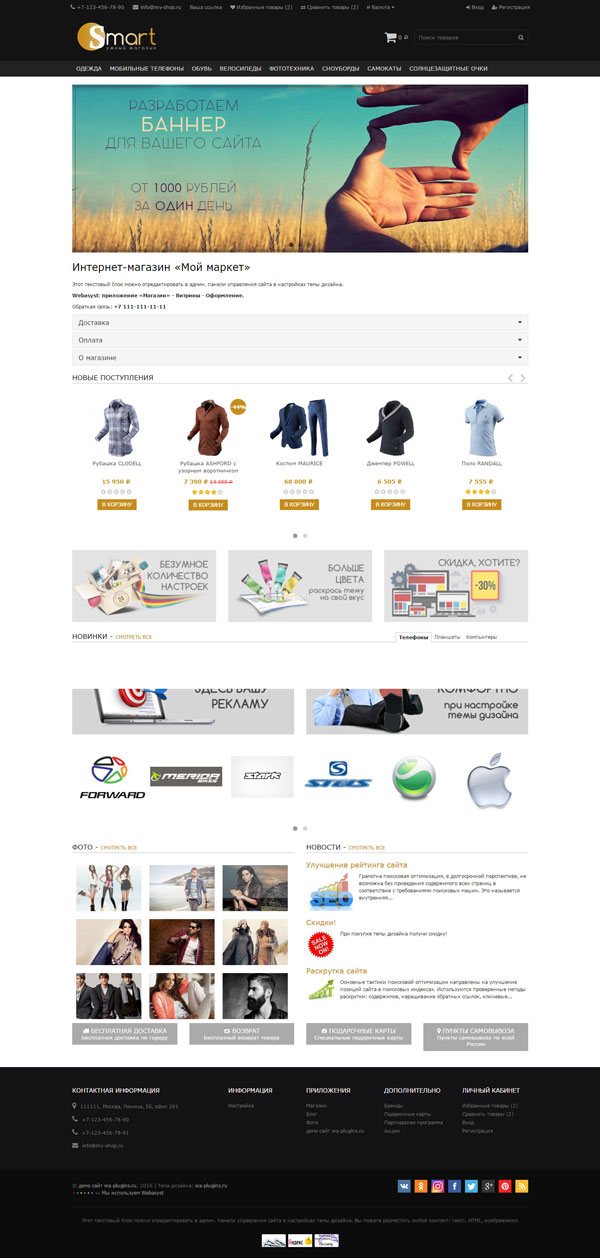 +7-123-456-78-90 info@my-shop.ru Ваша ссылка Избранные товары (2) Сравнить товары (2) ₽ Валюта Вход Регистрация
Smart
умный магазин
0 ₽ Поиск товаров
ОДЕЖДА МОБИЛЬНЫЕ ТЕЛЕФОНЫ ОБУВЬ ВЕЛОСИПЕДЫ ФОТОТЕХНИКА СНОУБОРДЫ САМОКАТЫ СОЛНЦЕЗАЩИТНЫЕ ОЧКИ
РАЗРАБОТАЕМ
БАННЕР
ДЛЯ ВАШЕГО САЙТА
ОТ 1000 РУБЛЕЙ
ЗА ОДИН ДЕНЬ
Интернет-магазин «Мой маркет»
Этот текстовый блок можно отредактировать в админ. панели управления сайта в настройках темы дизайна.
Webasyst: приложение «Магазин» - Витрины - Оформление.
Обратная связь: +7 111-111-11-11
Доставка
Оплата
О магазине
НОВЫЕ ПОСТУПЛЕНИЯ
-44%
Рубашка CLODELL
Рубашка ASHFORD с узорным воротничком
Костюм MAURICE
Джемпер POWELL
Поло RANDALL
15 950 ₽
7 390 ₽ 13 350 ₽
68 000 ₽
6 505 ₽
7 555 ₽
В КОРЗИНУ В КОРЗИНУ В КОРЗИНУ В КОРЗИНУ В КОРЗИНУ
БЕЗУМНОЕ
КОЛИЧЕСТВО
НАСТРОЕК
БОЛЬШЕ
ЦВЕТА
раскрась тему
на свой вкус
СКИДКА, ХОТИТЕ?
-30%
НОВИНКИ - СМОТРЕТЬ ВСЕ
Телефоны Планшеты Компьютеры
ЗДЕСЬ ВАШУ
РЕКЛАМУ
КОМФОРТНО
при настройке
темы дизайна
FORWARD
MERIDA
BIKES
STARK
STELS
ФОТО - СМОТРЕТЬ ВСЕ
НОВОСТИ - СМОТРЕТЬ ВСЕ
Улучшение рейтинга сайта
SEO
Грамотна поисковая оптимизация, в долгосрочной перспективе, не
возможна без приведения содержимого всех страниц в
соответствие с требованиями поисковых машин. Это называется
внутренняя...
Скидки!
SALE
NOW
ON!
При покупке темы дизайна получи скидку!
Раскрутка сайта
Основные тактики поисковой оптимизации направлены на улучшение
позиций сайта в поисковых индексах. Используются проверенные методы
раскрутки: содержимое, наращивание обратных ссылок, ключевые...
БЕСПЛАТНАЯ ДОСТАВКА
Бесплатная доставка по городу
ВОЗВРАТ
Бесплатный возврат товара
ПОДАРОЧНЫЕ КАРТЫ
Специальные подарочные карты
ПУНКТЫ САМОВЫВОЗА
Пункты самовывоза по всей
России
КОНТАКТНАЯ ИНФОРМАЦИЯ
111111, Москва, Ленина, 5Б, офис 201
+7-123-456-78-90
+7-123-456-78-91
info@my-shop.ru
ИНФОРМАЦИЯ
Настройка
ПРИЛОЖЕНИЯ
Магазин
Блог
Фото
демо сайт wa-plugins.ru
ДОПОЛНИТЕЛЬНО
Бренды
Подарочные карты
Партнерская программа
Акции
ЛИЧНЫЙ КАБИНЕТ
Избранные товары (2)
Сравнить товары (2)
Вход
Регистрация
© демо сайт wa-plugins.ru, 2016 | Тема дизайна: wa-plugins.ru
— Мы используем Webasyst
Этот текстовый блок можно отредактировать в админ. панели управления сайта в настройках темы дизайна. Вы можете разместить любой контент: текст, HTML, изображения.